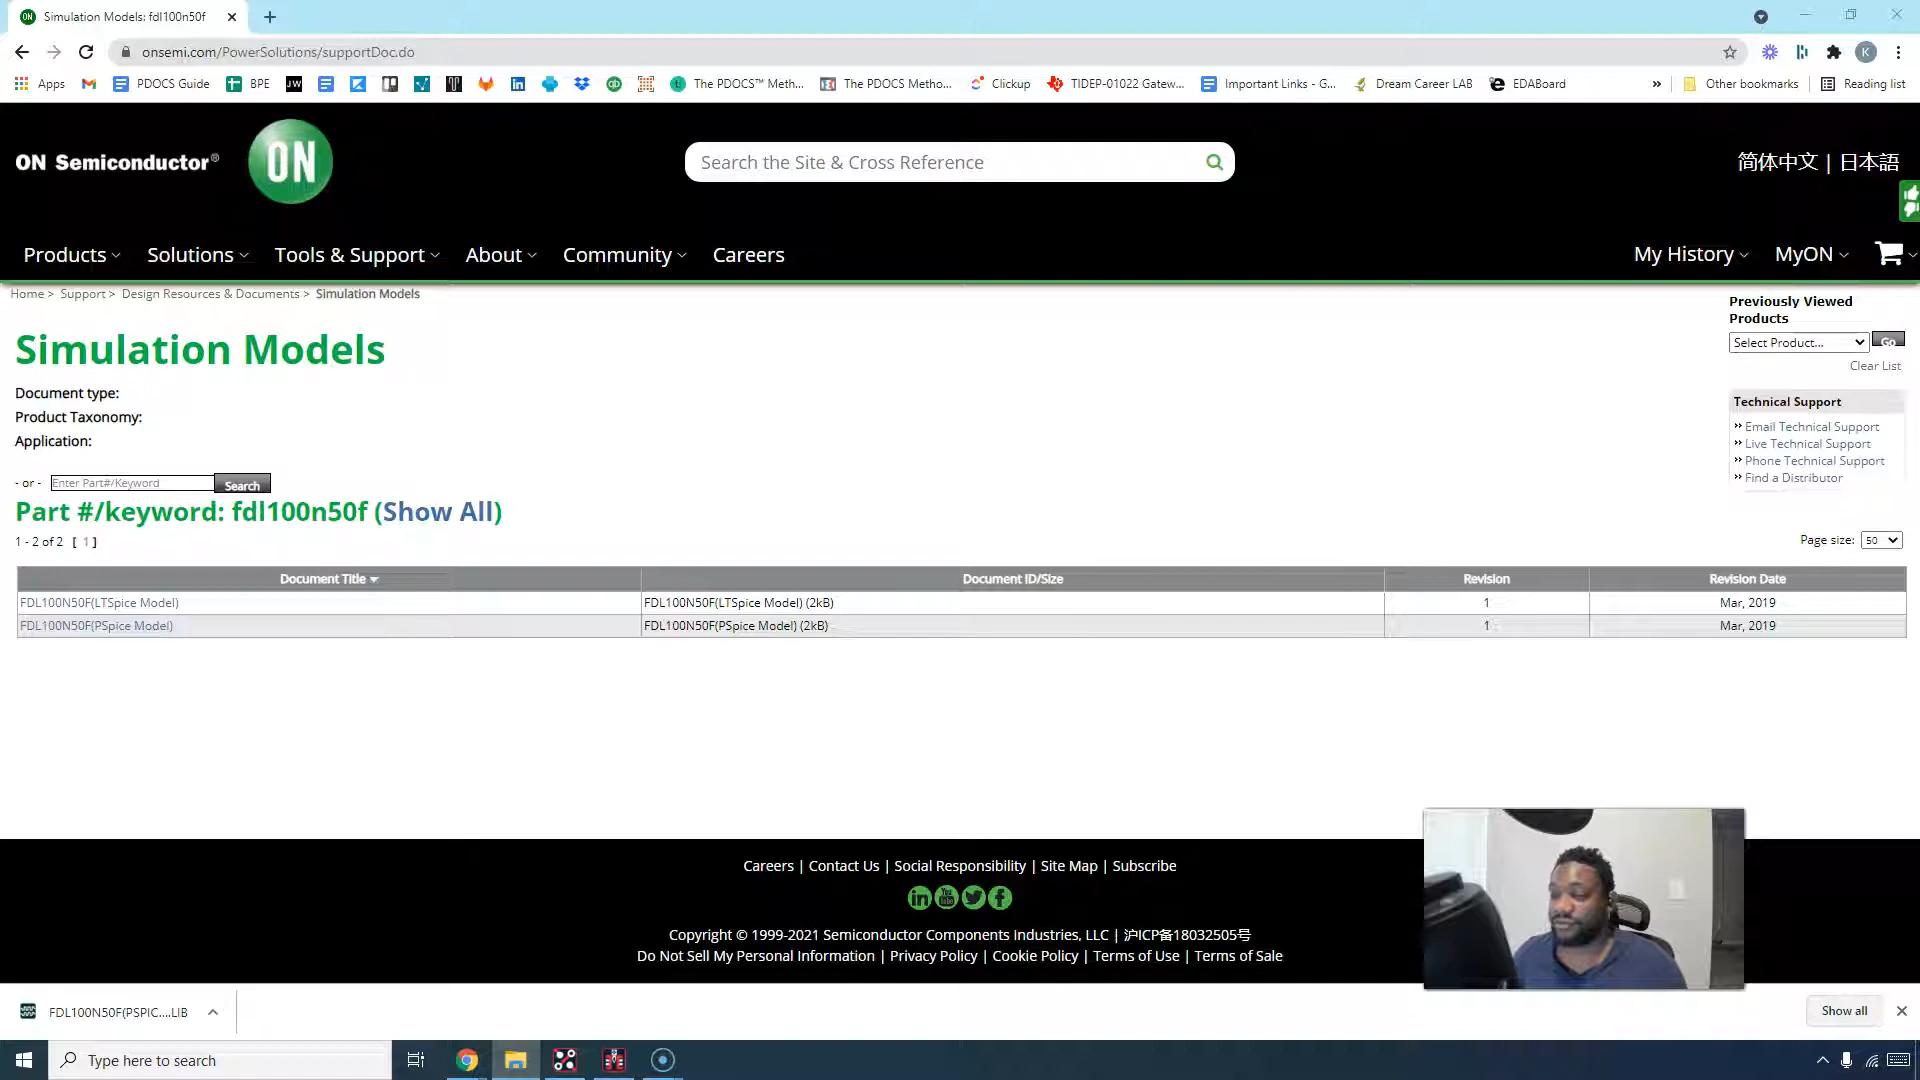 Simulation Models: fdl100n50f
onsemi.com/PowerSolutions/supportDoc.do
Apps
PDOCS Guide
BPE
JW
The PDOCS™ Meth...
The PDOCS Metho...
Clickup
TIDEP-01022 Gatew...
Important Links - G...
Dream Career LAB
EDABoard
»
Other bookmarks
Reading list
ON Semiconductor®
ON
Search the Site & Cross Reference
简体中文 | 日本語
Products
Solutions
Tools & Support
About
Community
Careers
My History
MyON
Home > Support > Design Resources & Documents > Simulation Models
Previously Viewed
Products
Select Product...
Go
Clear List
Simulation Models
Document type:
Product Taxonomy:
Application:
Technical Support
Email Technical Support
Live Technical Support
Phone Technical Support
Find a Distributor
- or - Enter Part#/Keyword Search
Part #/keyword: fdl100n50f (Show All)
1 - 2 of 2 [ 1 ]
Page size: 50
Document Title Document ID/Size Revision Revision Date
FDL100N50F(LTSpice Model) FDL100N50F(LTSpice Model) (2kB) 1 Mar, 2019
FDL100N50F(PSpice Model) FDL100N50F(PSpice Model) (2kB) 1 Mar, 2019
Careers | Contact Us | Social Responsibility | Site Map | Subscribe
Copyright © 1999-2021 Semiconductor Components Industries, LLC | 沪ICP备18032505号
Do Not Sell My Personal Information | Privacy Policy | Cookie Policy | Terms of Use | Terms of Sale
FDL100N50F(PSPIC....LIB
Show all
Type here to search